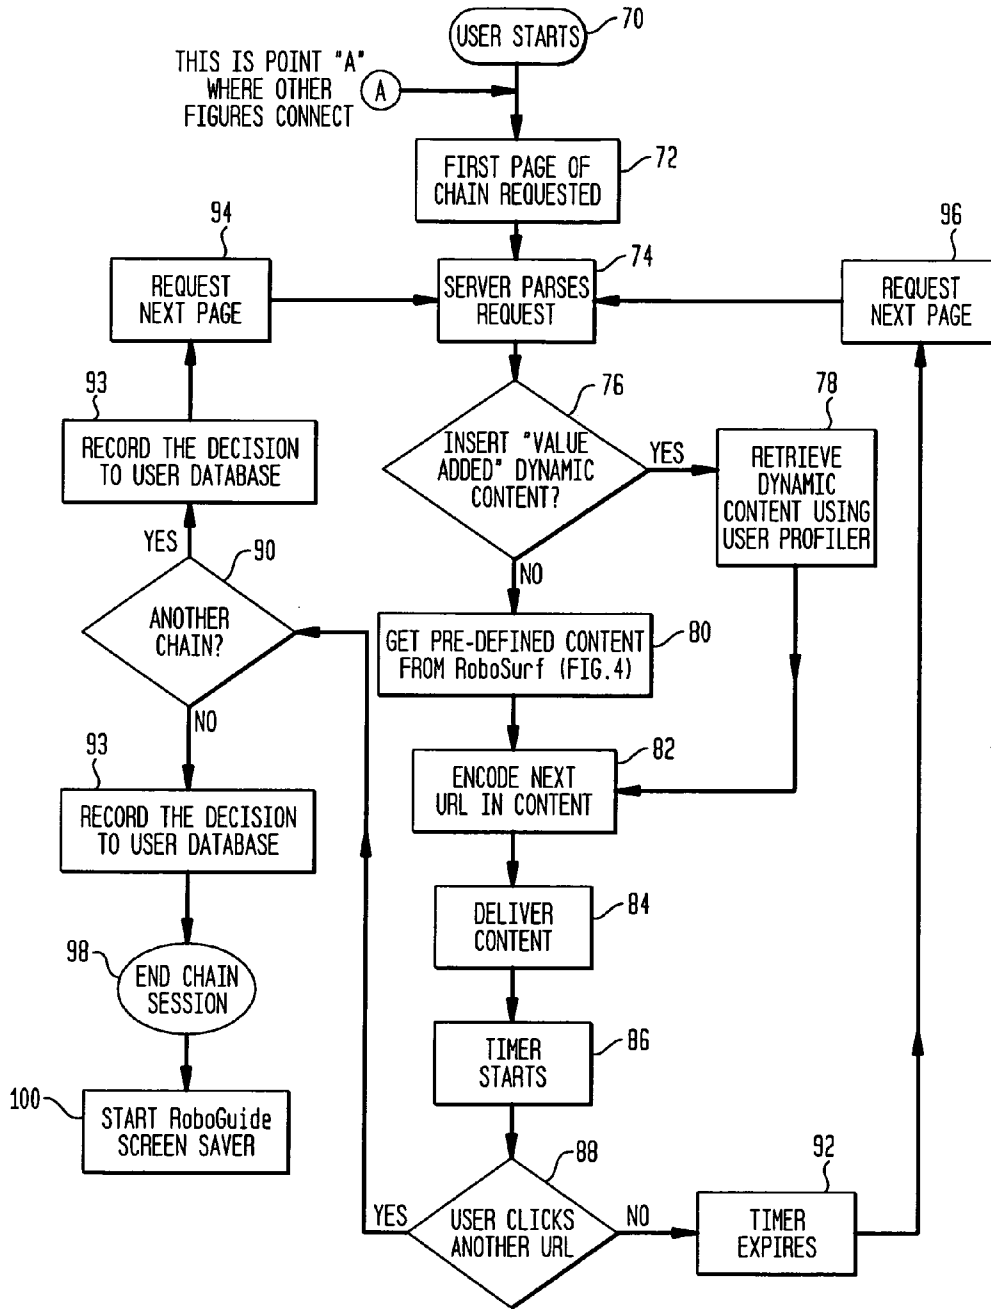 USER STARTS
70
THIS IS POINT "A"
WHERE OTHER
FIGURES CONNECT
A
FIRST PAGE OF
CHAIN REQUESTED
72
94
REQUEST
NEXT PAGE
SERVER PARSES
REQUEST
74
96
REQUEST
NEXT PAGE
93
RECORD THE DECISION
TO USER DATABASE
INSERT "VALUE
ADDED" DYNAMIC
CONTENT?
76
YES
78
RETRIEVE
DYNAMIC
CONTENT USING
USER PROFILER
YES
90
ANOTHER
CHAIN?
NO
NO
GET PRE-DEFINED CONTENT
FROM RoboSurf (FIG.4)
80
93
RECORD THE DECISION
TO USER DATABASE
ENCODE NEXT
URL IN CONTENT
82
DELIVER
CONTENT
84
98
END CHAIN
SESSION
TIMER
STARTS
86
100
START RoboGuide
SCREEN SAVER
88
YES
USER CLICKS
ANOTHER URL
NO
92
TIMER
EXPIRES